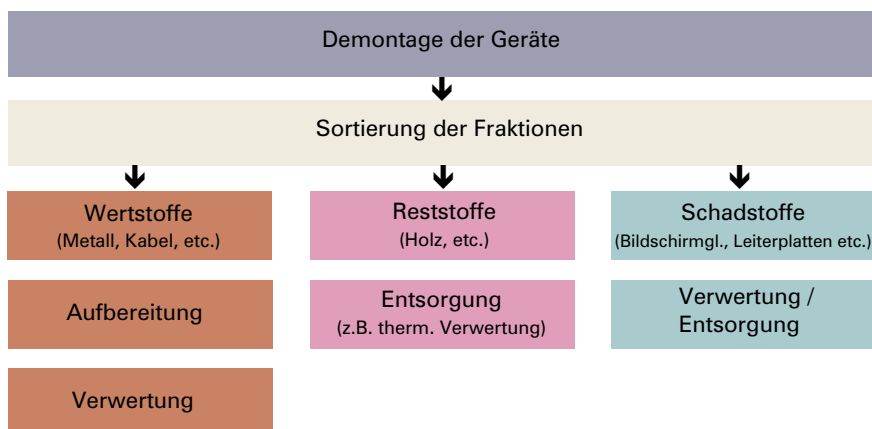 Demontage der Geräte
Sortierung der Fraktionen
Wertstoffe
(Metall, Kabel, etc.)
Reststoffe
(Holz, etc.)
Schadstoffe
(Bildschirmgl., Leiterplatten etc.)
Aufbereitung
Entsorgung
(z.B. therm. Verwertung)
Verwertung /
Entsorgung
Verwertung